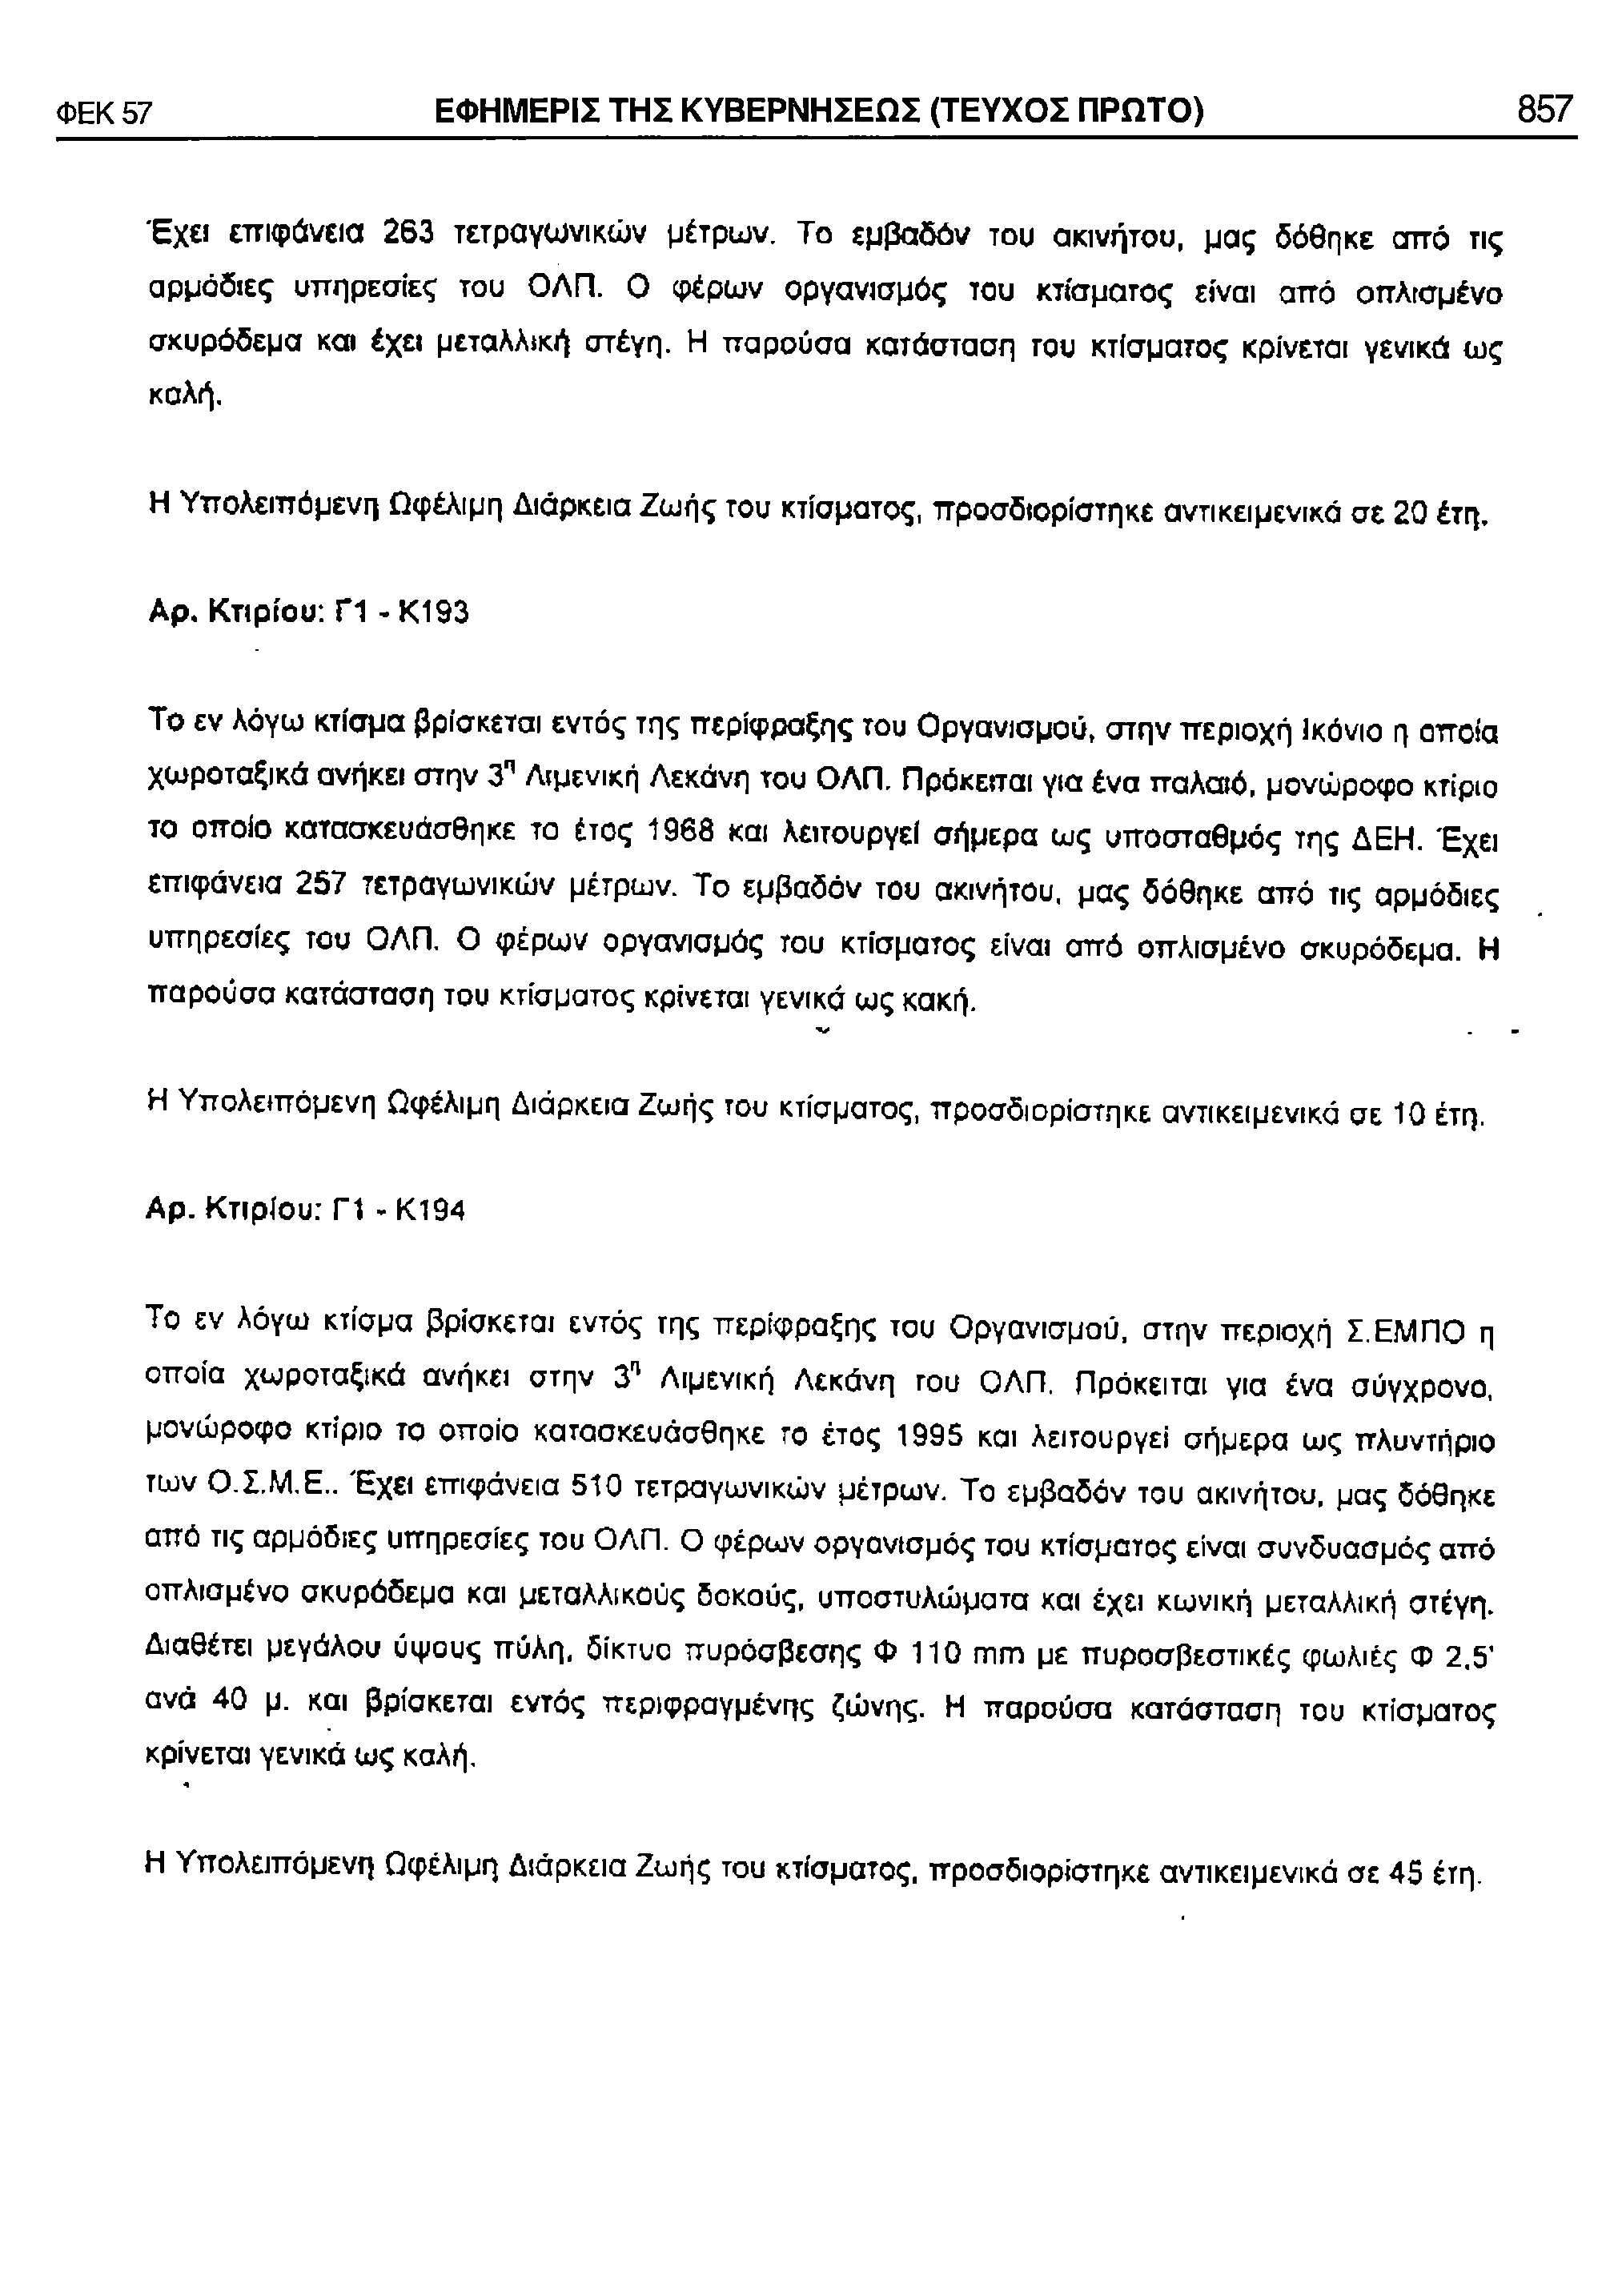 ΦΕΚ 57 ΕΦΗΜΕΡΙΣ ΤΗΣ ΚΥΒΕΡΝΗΣΕΩΣ (ΤΕΥΧΟΣ ΠΡΩΤΟ) 857
Έχει επιφάνεια 263 τετραγωνικών μέτρων. Το εμβαδόν του ακινήτου, μας δόθηκε από τις
αρμόδιες υπηρεσίες του ΟΛΠ. Ο φέρων οργανισμός του κτίσματος είναι από οπλισμένο
σκυρόδεμα και έχει μεταλλική στέγη. Η παρούσα κατάσταση του κτίσματος κρίνεται γενικά ως
καλή.
Η Υπολειπόμενη Ωφέλιμη Διάρκεια Ζωής του κτίσματος, προσδιορίστηκε αντικειμενικά σε 20 έτη.
Αρ. Κτιρίου: Γ1 - Κ193
Το εν λόγω κτίσμα βρίσκεται εντός της περίφραξης του Οργανισμού, στην περιοχή Ικόνιο η οποία
χωροταξικά ανήκει στην 3η Λιμενική Λεκάνη του ΟΛΠ. Πρόκειται για ένα παλαιό, μονώροφο κτίριο
το οποίο κατασκευάσθηκε το έτος 1968 και λειτουργεί σήμερα ως υποσταθμός της ΔΕΗ. Έχει
επιφάνεια 257 τετραγωνικών μέτρων. Το εμβαδόν του ακινήτου, μας δόθηκε από τις αρμόδιες
υπηρεσίες του ΟΛΠ. Ο φέρων οργανισμός του κτίσματος είναι από οπλισμένο σκυρόδεμα. Η
παρούσα κατάσταση του κτίσματος κρίνεται γενικά ως κακή.
Η Υπολειπόμενη Ωφέλιμη Διάρκεια Ζωής του κτίσματος, προσδιορίστηκε αντικειμενικά σε 10 έτη.
Αρ. Κτιρίου: Γ1 - Κ194
Το εν λόγω κτίσμα βρίσκεται εντός της περίφραξης του Οργανισμού, στην περιοχή Σ.ΕΜΠΟ η
οποία χωροταξικά ανήκει στην 3η Λιμενική Λεκάνη του ΟΛΠ. Πρόκειται για ένα σύγχρονο,
μονώροφο κτίριο το οποίο κατασκευάσθηκε το έτος 1995 και λειτουργεί σήμερα ως πλυντήριο
των Ο.Σ.Μ.Ε.. Έχει επιφάνεια 510 τετραγωνικών μέτρων. Το εμβαδόν του ακινήτου, μας δόθηκε
από τις αρμόδιες υπηρεσίες του ΟΛΠ. Ο φέρων οργανισμός του κτίσματος είναι συνδυασμός από
οπλισμένο σκυρόδεμα και μεταλλικούς δοκούς, υποστυλώματα και έχει κωνική μεταλλική στέγη.
Διαθέτει μεγάλου ύψους πύλη, δίκτυο πυρόσβεσης Φ 110 mm με πυροσβεστικές φωλιές Φ 2,5'
ανά 40 μ. και βρίσκεται εντός περιφραγμένης ζώνης. Η παρούσα κατάσταση του κτίσματος
κρίνεται γενικά ως καλή.
Η Υπολειπόμενη Ωφέλιμη Διάρκεια Ζωής του κτίσματος, προσδιορίστηκε αντικειμενικά σε 45 έτη.